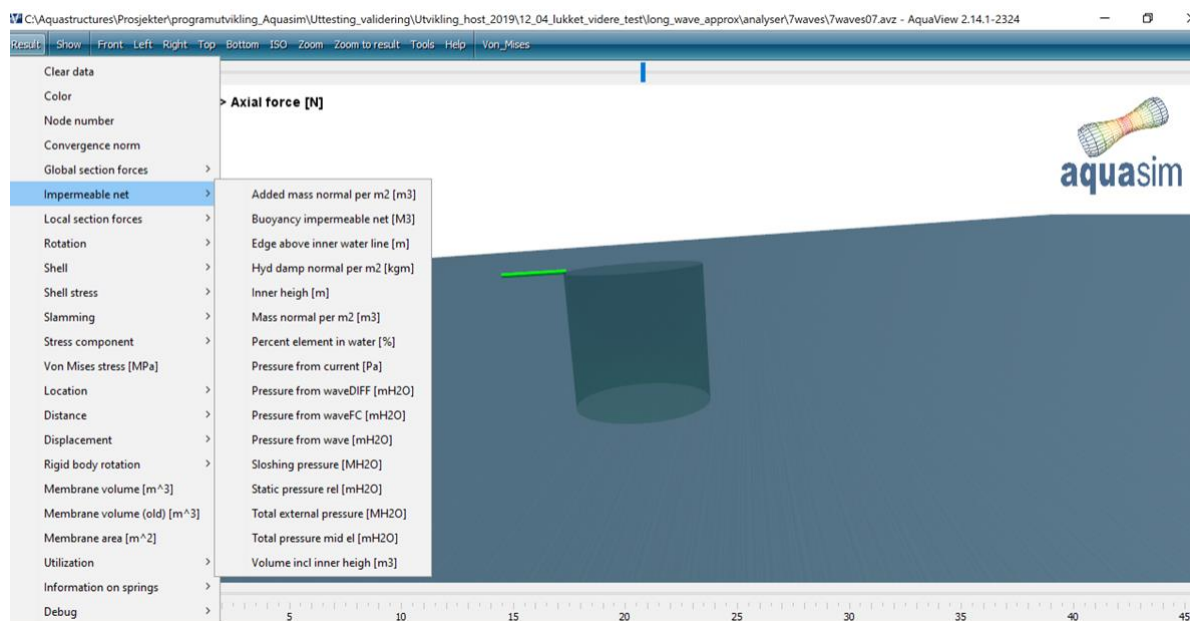 C:\Aquastructures\Prosjekter\programutvikling_Aquasim\Uttesting_validering\Utvikling_host_2019\12_04_lukket_videre_test\long_wave_approx\analyser\7waves\7waves07.avz - AquaView 2.14.1-2324
Result Show Front Left Right Top Bottom ISO Zoom Zoom to result Tools Help Von_Mises
Clear data
Color
> Axial force [N]
Node number
Convergence norm
Global section forces >
aquasim
Impermeable net >
Local section forces >
Rotation >
Shell >
Shell stress >
Slamming >
Stress component >
Von Mises stress [MPa]
Location >
Distance >
Displacement >
Rigid body rotation >
Membrane volume [m^3]
Membrane volume (old) [m^3]
Membrane area [m^2]
Utilization >
Information on springs >
Debug >
Added mass normal per m2 [m3]
Buoyancy impermeable net [M3]
Edge above inner water line [m]
Hyd damp normal per m2 [kgm]
Inner heigh [m]
Mass normal per m2 [m3]
Percent element in water [%]
Pressure from current [Pa]
Pressure from waveDIFF [mH2O]
Pressure from waveFC [mH2O]
Pressure from wave [mH2O]
Sloshing pressure [MH2O]
Static pressure rel [mH2O]
Total external pressure [MH2O]
Total pressure mid el [mH2O]
Volume incl inner heigh [m3]
5 10 15 20 25 30 35 40 45